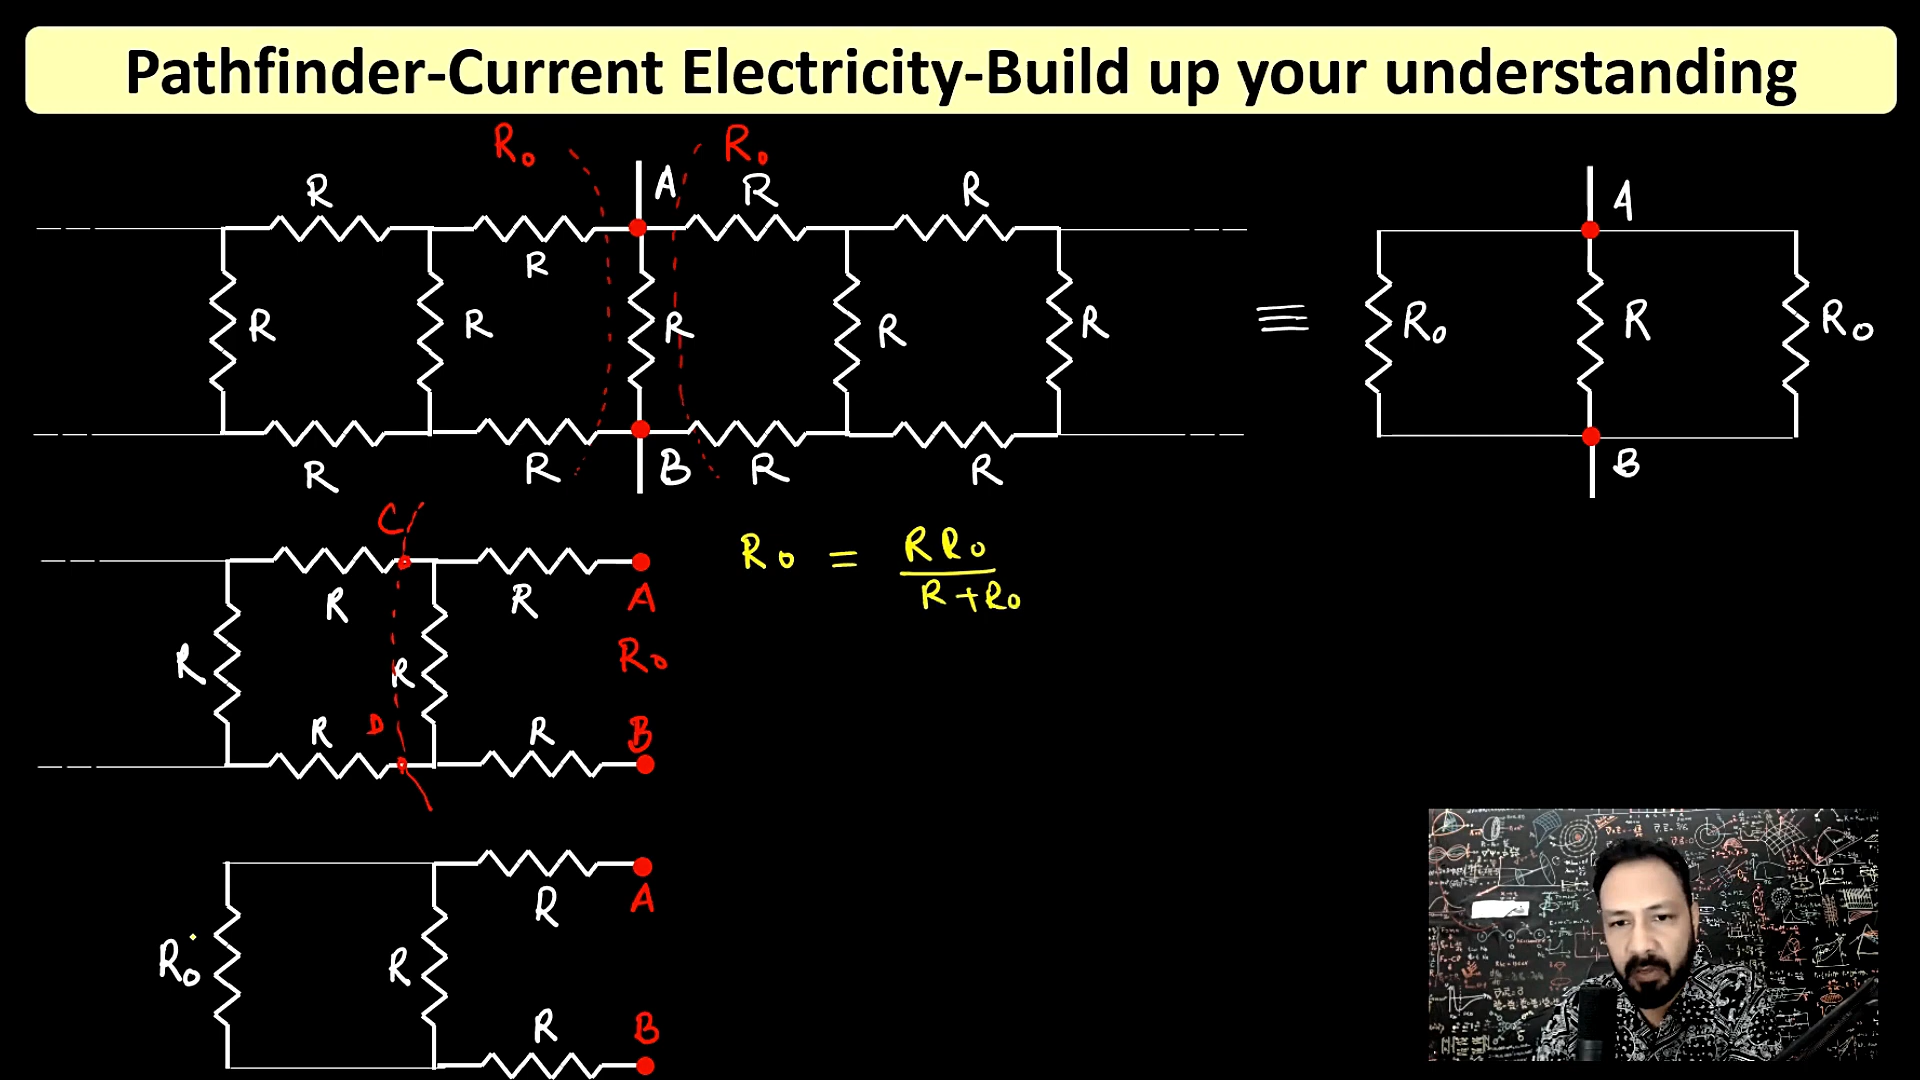 Pathfinder-Current Electricity-Build up your understanding
R₀ R₀
R A R R A
R
R R R R R R₀ R R₀
≡
R R B R R B
C
R₀ = RR₀ / R+R₀
R R A
R R R₀
R D R B
R A
R₀ R
R B